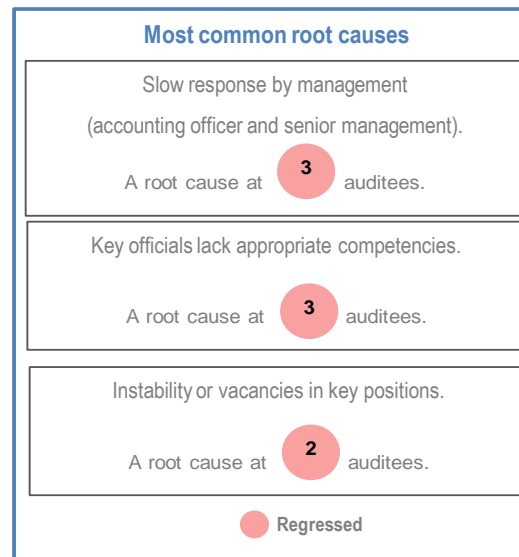 Most common root causes
Slow response by management
(accounting officer and senior management).
A root cause at 3 auditees.
Key officials lack appropriate competencies.
A root cause at 3 auditees.
Instability or vacancies in key positions.
A root cause at 2 auditees.
Regressed